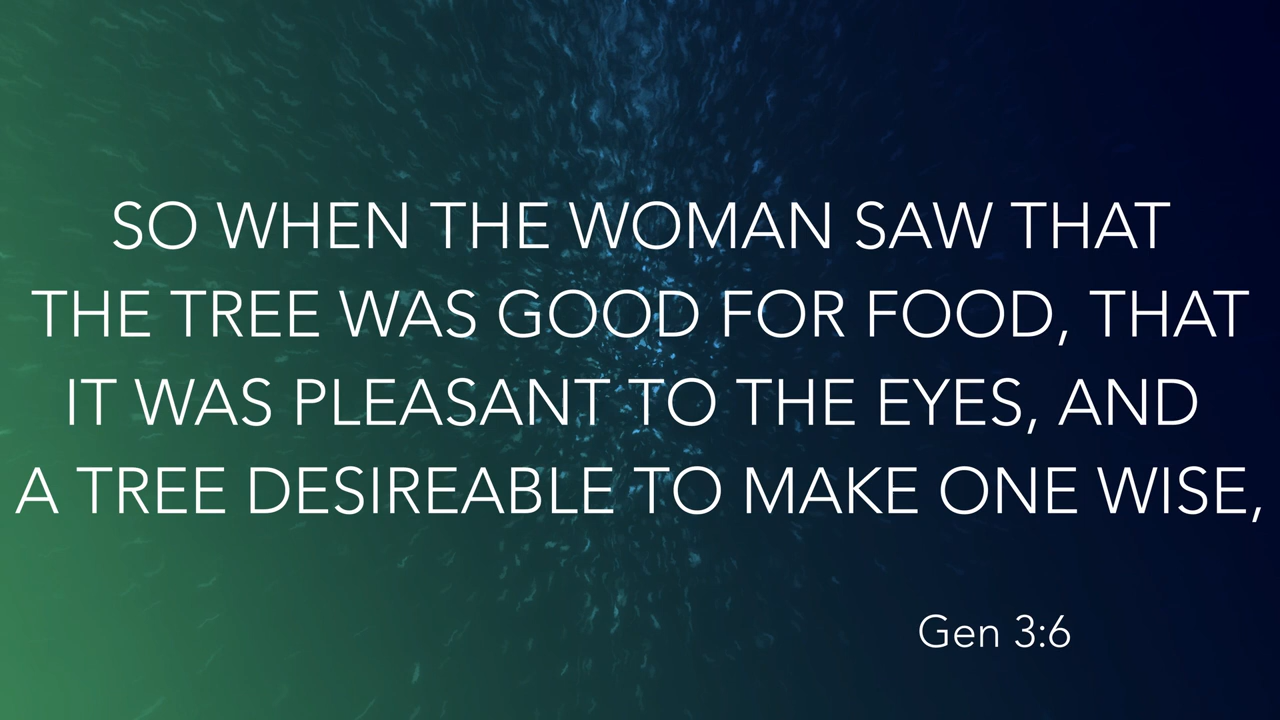 SO WHEN THE WOMAN SAW THAT
THE TREE WAS GOOD FOR FOOD, THAT
IT WAS PLEASANT TO THE EYES, AND
A TREE DESIREABLE TO MAKE ONE WISE,
Gen 3:6